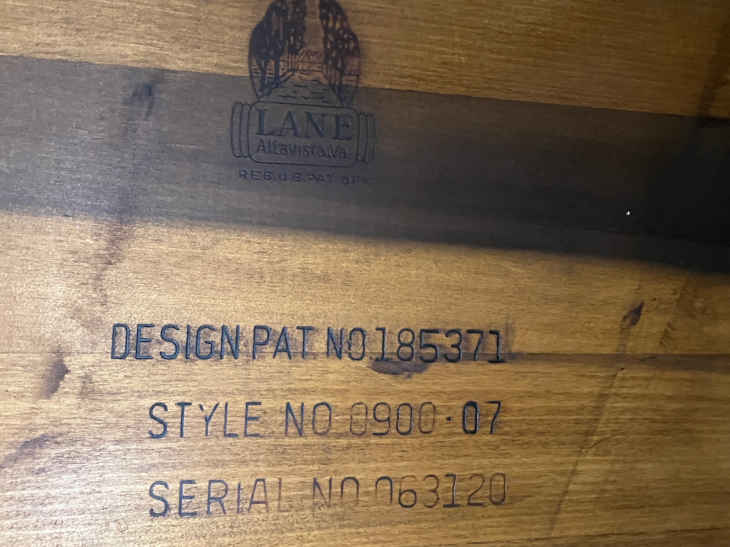 LANE
Altavista, Va.
REG. U.S. PAT. OFF.
DESIGN PAT NO 185371
STYLE NO 0900·07
SERIAL NO 063120